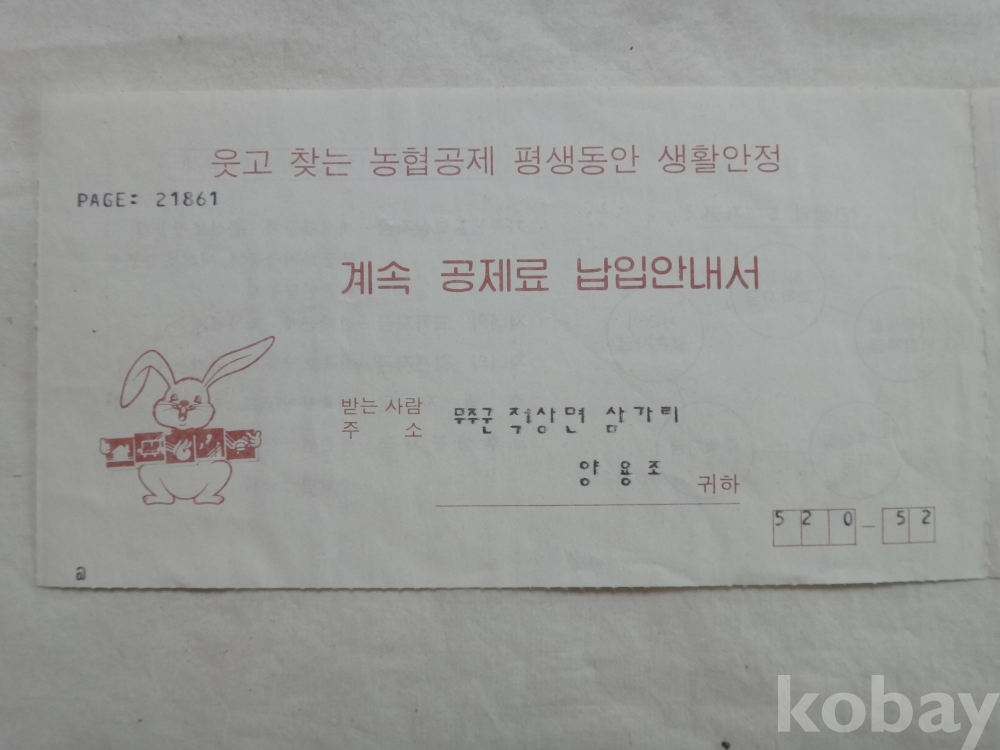 웃고 찾는 농협공제 평생동안 생활안정
PAGE: 21861
계속 공제료 납입안내서
받는 사람
주 소
무주군 적상면 삼가리
양용조 귀하
520-52
@
kobay